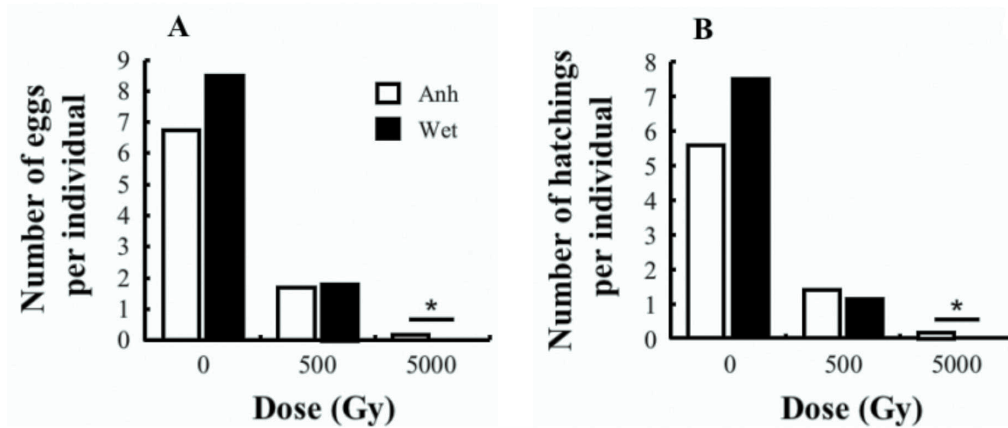 A
Number of eggs
per individual
9
8
7
6
5
4
3
2
1
0
Anh
Wet
*
0 500 5000
Dose (Gy)
B
Number of hatchings
per individual
8
7
6
5
4
3
2
1
0
*
0 500 5000
Dose (Gy)